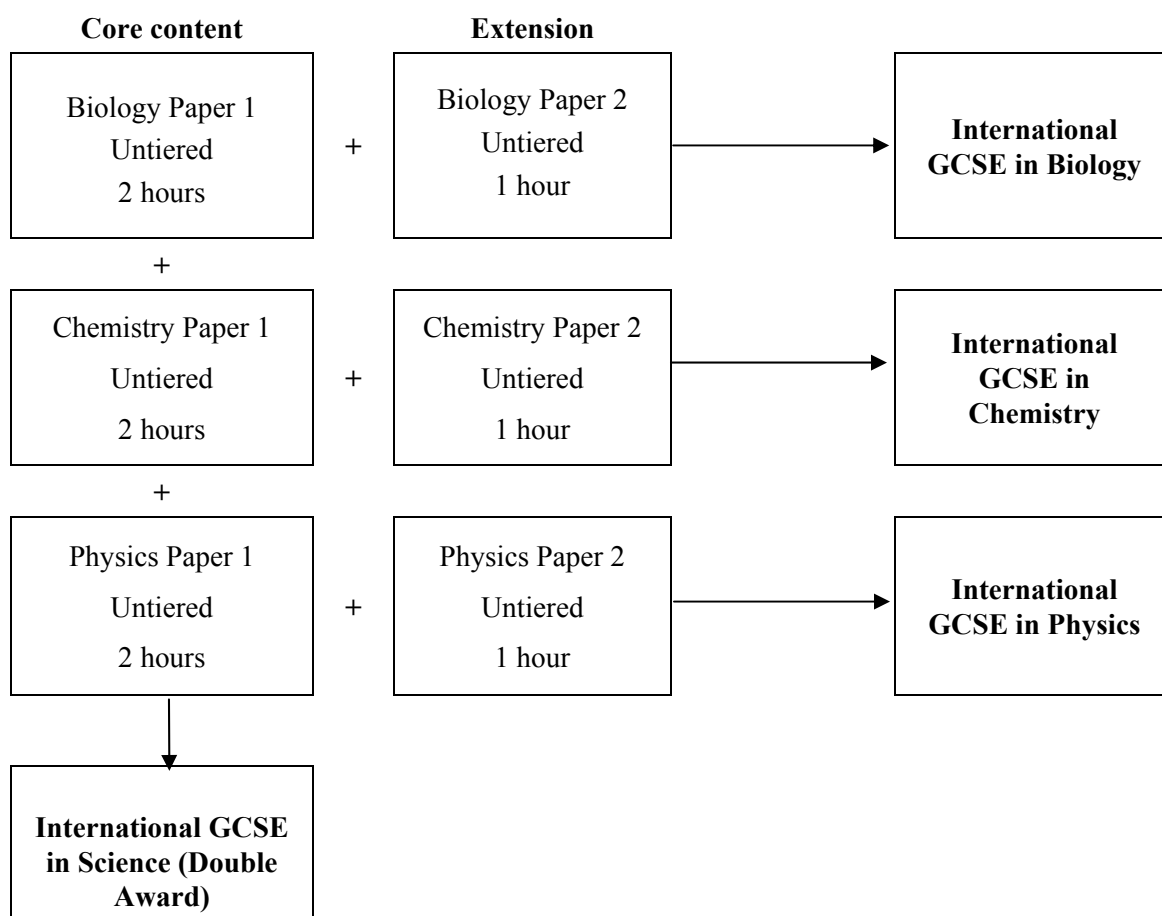 Core content
Extension
Biology Paper 1
Untiered
2 hours
+
Biology Paper 2
Untiered
1 hour
International
GCSE in Biology
+
Chemistry Paper 1
Untiered
2 hours
+
Chemistry Paper 2
Untiered
1 hour
International
GCSE in
Chemistry
+
Physics Paper 1
Untiered
2 hours
+
Physics Paper 2
Untiered
1 hour
International
GCSE in Physics
International GCSE
in Science (Double
Award)